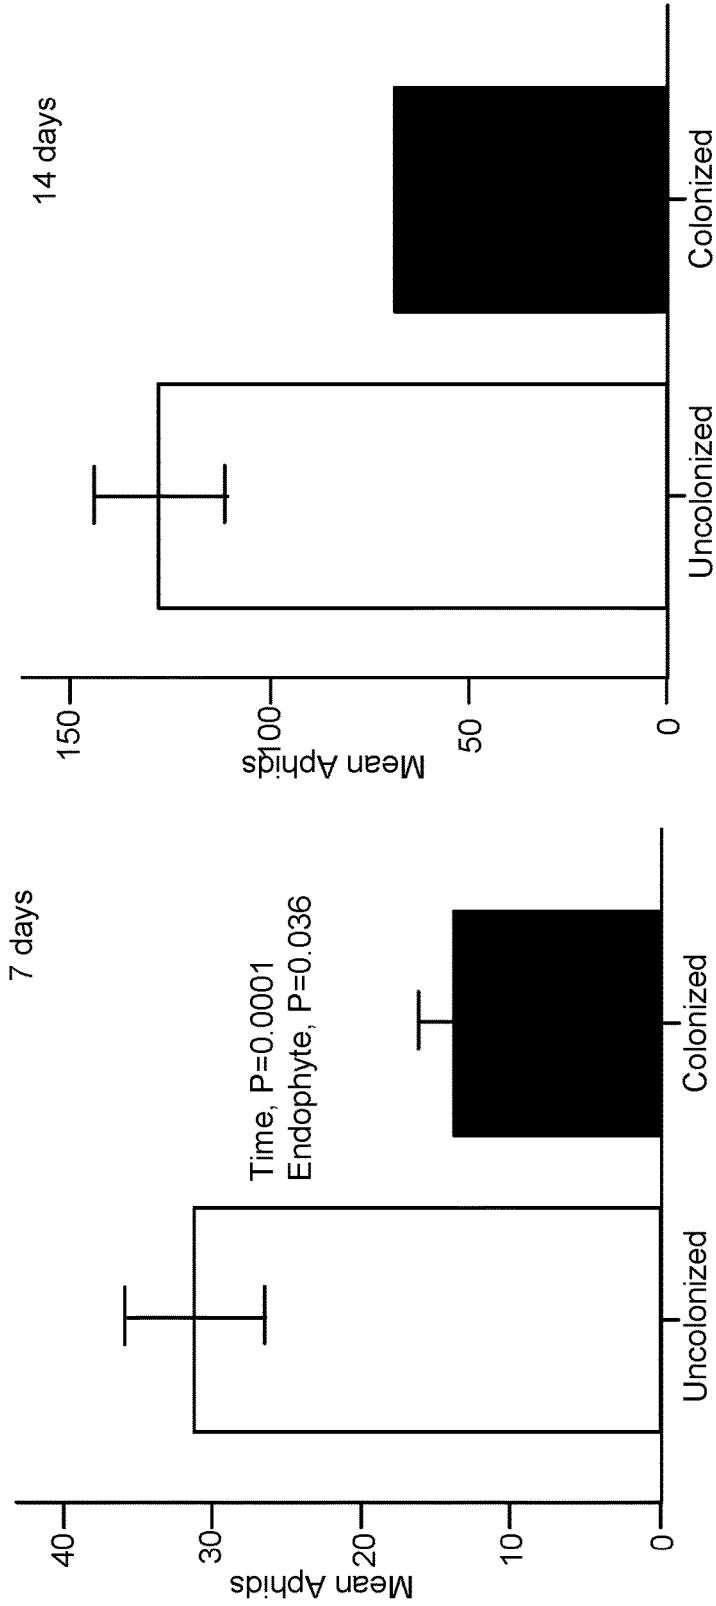 7 days
Mean Aphids
40
30
20
10
0
Time, P=0.0001
Endophyte, P=0.036
Uncolonized
Colonized
14 days
Mean Aphids
150
100
50
0
Uncolonized
Colonized